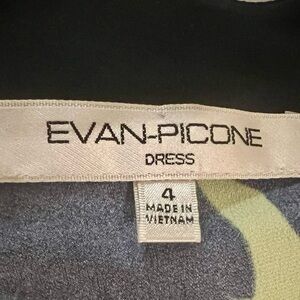 EVAN-PICONE
DRESS
4
MADE IN
VIETNAM